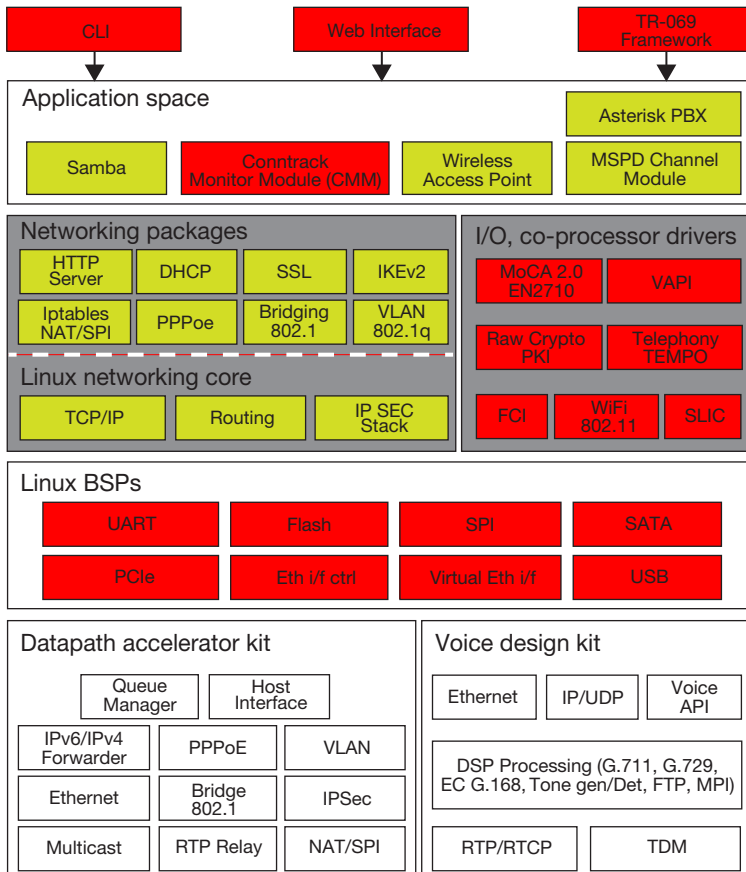 CLI
Web Interface
TR-069
Framework
Application space
Asterisk PBX
Samba
Conntrack
Monitor Module (CMM)
Wireless
Access Point
MSPD Channel
Module
Networking packages
HTTP
Server
DHCP
SSL
IKEv2
Iptables
NAT/SPI
PPPoe
Bridging
802.1
VLAN
802.1q
Linux networking core
TCP/IP
Routing
IP SEC
Stack
I/O, co-processor drivers
MoCA 2.0
EN2710
VAPI
Raw Crypto
PKI
Telephony
TEMPO
FCI
WiFi
802.11
SLIC
Linux BSPs
UART
Flash
SPI
SATA
PCIe
Eth i/f ctrl
Virtual Eth i/f
USB
Datapath accelerator kit
Queue
Manager
Host
Interface
IPv6/IPv4
Forwarder
PPPoE
VLAN
Ethernet
Bridge
802.1
IPSec
Multicast
RTP Relay
NAT/SPI
Voice design kit
Ethernet
IP/UDP
Voice
API
DSP Processing (G.711, G.729,
EC G.168, Tone gen/Det, FTP, MPI)
RTP/RTCP
TDM